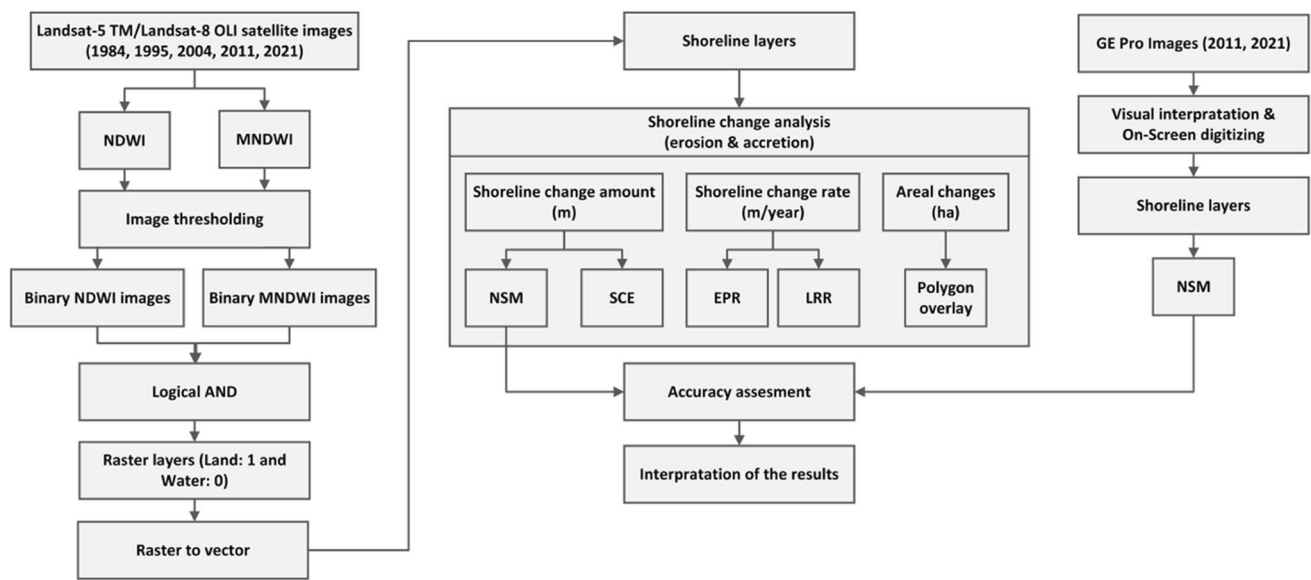 Landsat-5 TM/Landsat-8 OLI satellite images
(1984, 1995, 2004, 2011, 2021)
NDWI
MNDWI
Image thresholding
Binary NDWI images
Binary MNDWI images
Logical AND
Raster layers (Land: 1 and
Water: 0)
Raster to vector
Shoreline layers
Shoreline change analysis
(erosion & accretion)
Shoreline change amount
(m)
Shoreline change rate
(m/year)
Areal changes
(ha)
NSM
SCE
EPR
LRR
Polygon
overlay
Accuracy assesment
Interpratation of the results
GE Pro Images (2011, 2021)
Visual interpratation &
On-Screen digitizing
Shoreline layers
NSM